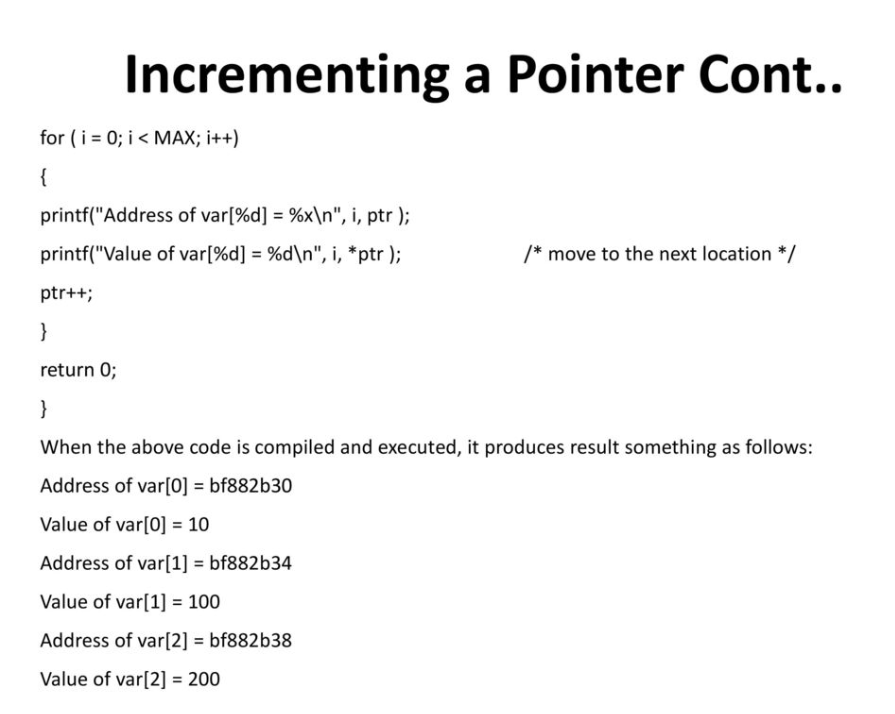 Incrementing a Pointer Cont..
for ( i = 0; i < MAX; i++)
{
printf("Address of var[%d] = %x\n", i, ptr );
printf("Value of var[%d] = %d\n", i, *ptr ); /* move to the next location */
ptr++;
}
return 0;
}
When the above code is compiled and executed, it produces result something as follows:
Address of var[0] = bf882b30
Value of var[0] = 10
Address of var[1] = bf882b34
Value of var[1] = 100
Address of var[2] = bf882b38
Value of var[2] = 200